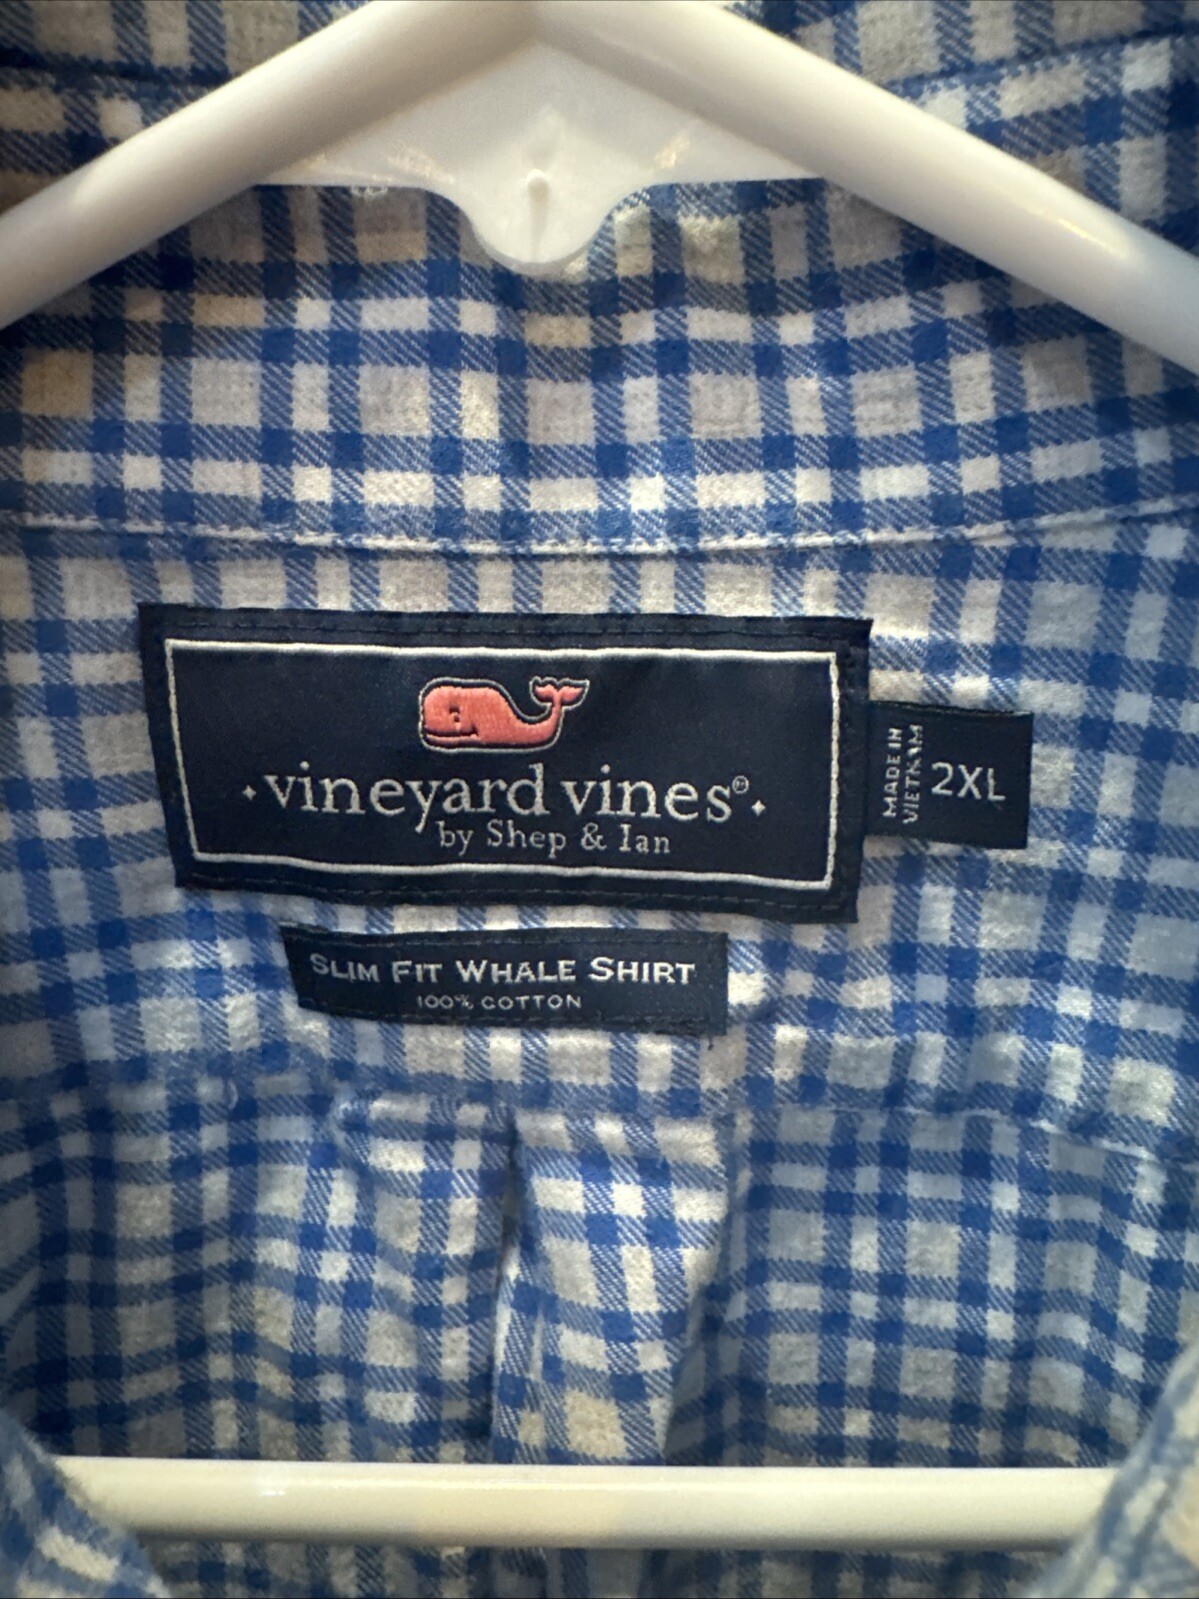 vineyard vines®
by Shep & Ian
MADE IN
VIETNAM
2XL
SLIM FIT WHALE SHIRT
100% COTTON